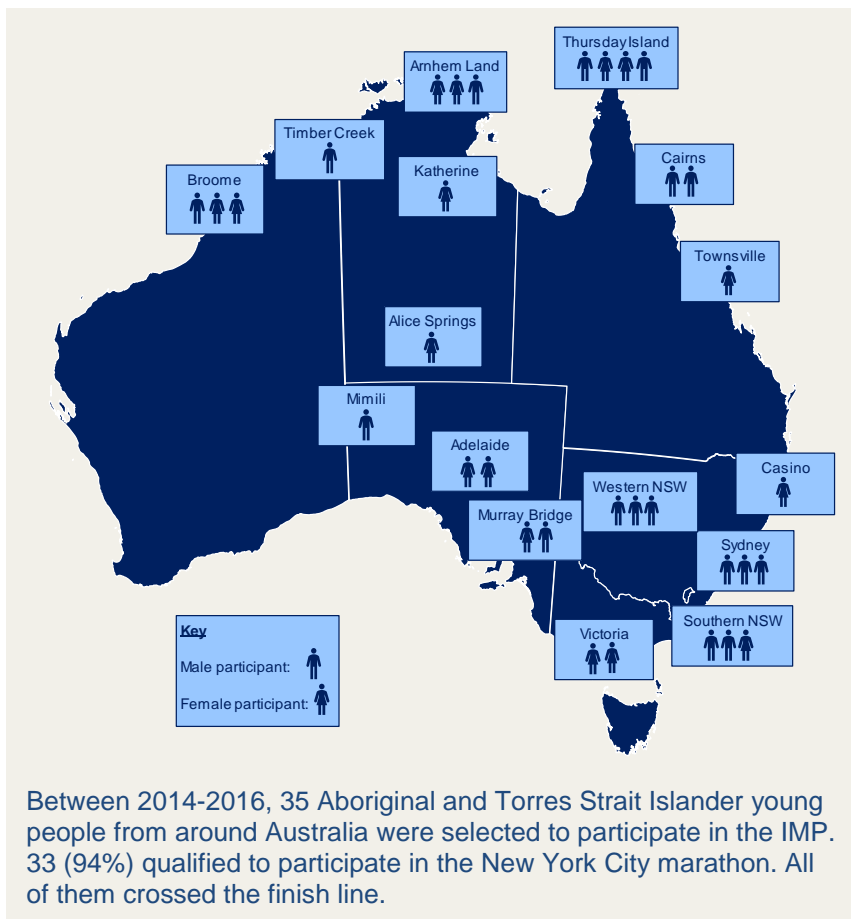 Thursday Island
Arnhem Land
Timber Creek
Cairns
Katherine
Broome
Townsville
Alice Springs
Mimili
Adelaide
Casino
Western NSW
Murray Bridge
Sydney
Southern NSW
Victoria
Key
Male participant:
Female participant:
Between 2014-2016, 35 Aboriginal and Torres Strait Islander young
people from around Australia were selected to participate in the IMP.
33 (94%) qualified to participate in the New York City marathon. All
of them crossed the finish line.